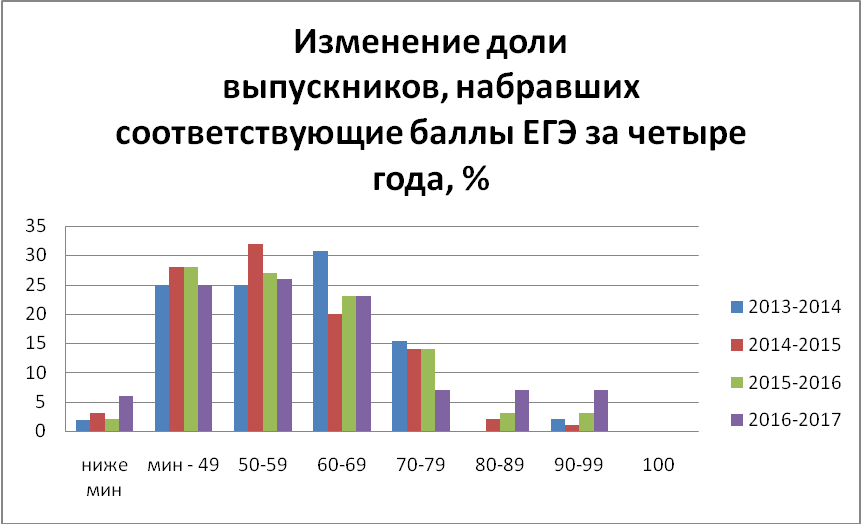 Изменение доли
выпускников, набравших
соответствующие баллы ЕГЭ за четыре
года, %
35
30
25
20
15
10
5
0
ниже
мин
мин - 49
50-59
60-69
70-79
80-89
90-99
100
2013-2014
2014-2015
2015-2016
2016-2017